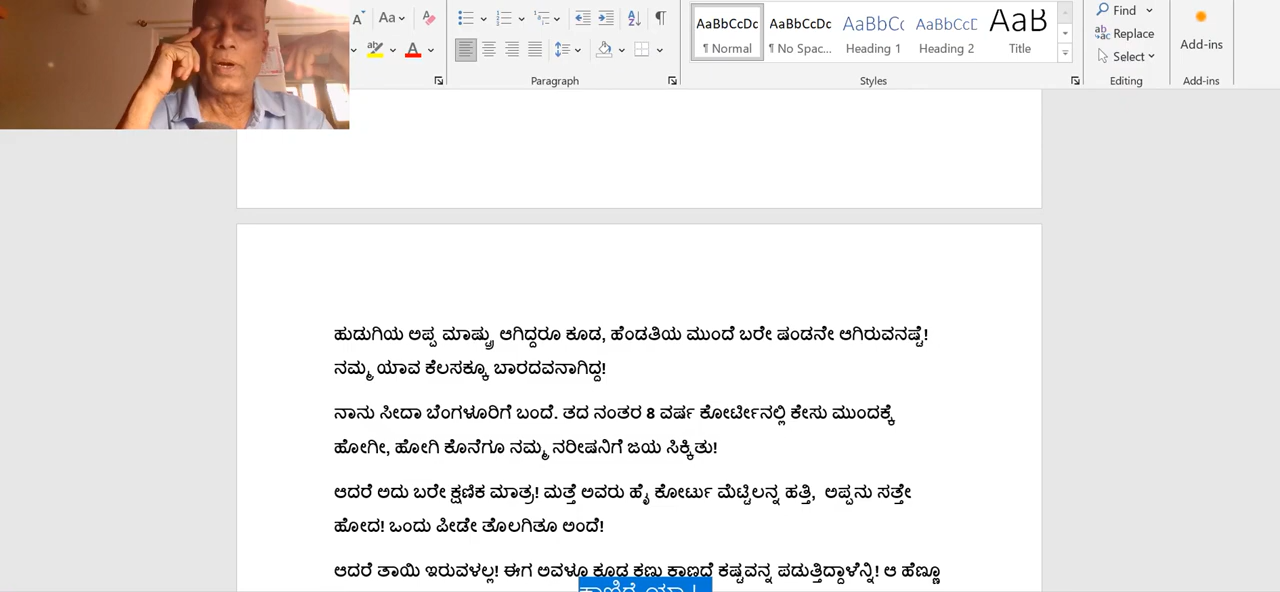 Aa
Find
Replace
Select
Editing
AaBbCcDc AaBbCcDc AaBbCc AaBbCcD AaB
¶ Normal ¶ No Spac... Heading 1 Heading 2 Title
Add-ins
Paragraph Styles Add-ins
ಹುಡುಗಿಯ ಅಪ್ಪ ಮಾಷ್ಟ್ರು ಆಗಿದ್ದರೂ ಕೂಡ, ಹೆಂಡತಿಯ ಮುಂದೆ ಬರೇ ಷಂಡನೇ ಆಗಿರುವನಷ್ಟೆ!
ನಮ್ಮ ಯಾವ ಕೆಲಸಕ್ಕೂ ಬಾರದವನಾಗಿದ್ದ!
ನಾನು ಸೀದಾ ಬೆಂಗಳೂರಿಗೆ ಬಂದೆ. ತದ ನಂತರ 8 ವರ್ಷ ಕೋರ್ಟೀನಲ್ಲಿ ಕೇಸು ಮುಂದಕ್ಕೆ
ಹೋಗೀ, ಹೋಗಿ ಕೊನೆಗೂ ನಮ್ಮ ನರೀಷನಿಗೆ ಜಯ ಸಿಕ್ಕಿತು!
ಆದರೆ ಅದು ಬರೇ ಕ್ಷಣಿಕ ಮಾತ್ರ! ಮತ್ತೆ ಅವರು ಹೈ ಕೋರ್ಟು ಮೆಟ್ಟಿಲನ್ನ ಹತ್ತಿ, ಅಪ್ಪನು ಸತ್ತೇ
ಹೋದ! ಒಂದು ಪೀಡೇ ತೊಲಗಿತೂ ಅಂದೆ!
ಆದರೆ ತಾಯಿ ಇರುವಳಲ್ಲ! ಈಗ ಅವಳೂ ಕೂಡ ಕಣ್ಣು ಕಾಣದೆ ಕಷ್ಟವನ್ನ ಪಡುತ್ತಿದ್ದಾಳೆನ್ನಿ! ಆ ಹೆಣ್ಣೂ